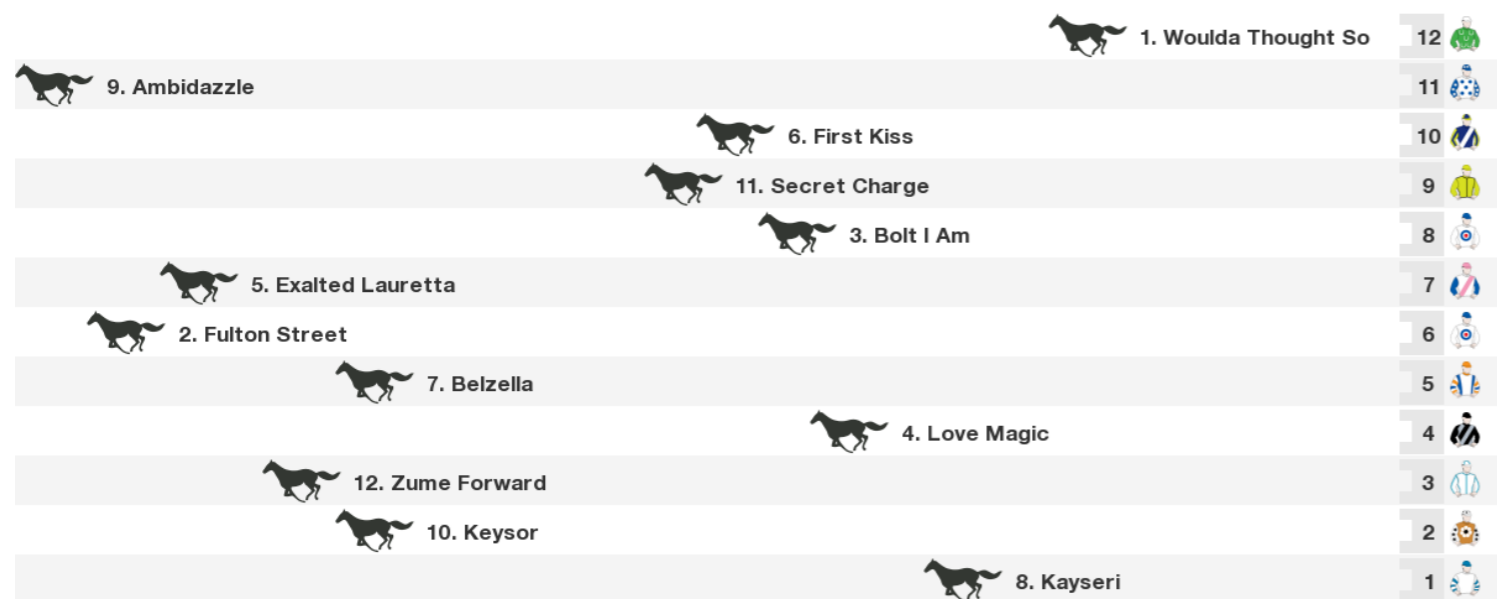 1. Woulda Thought So 12
9. Ambidazzle 11
6. First Kiss 10
11. Secret Charge 9
3. Bolt I Am 8
5. Exalted Lauretta 7
2. Fulton Street 6
7. Belzella 5
4. Love Magic 4
12. Zume Forward 3
10. Keysor 2
8. Kayseri 1